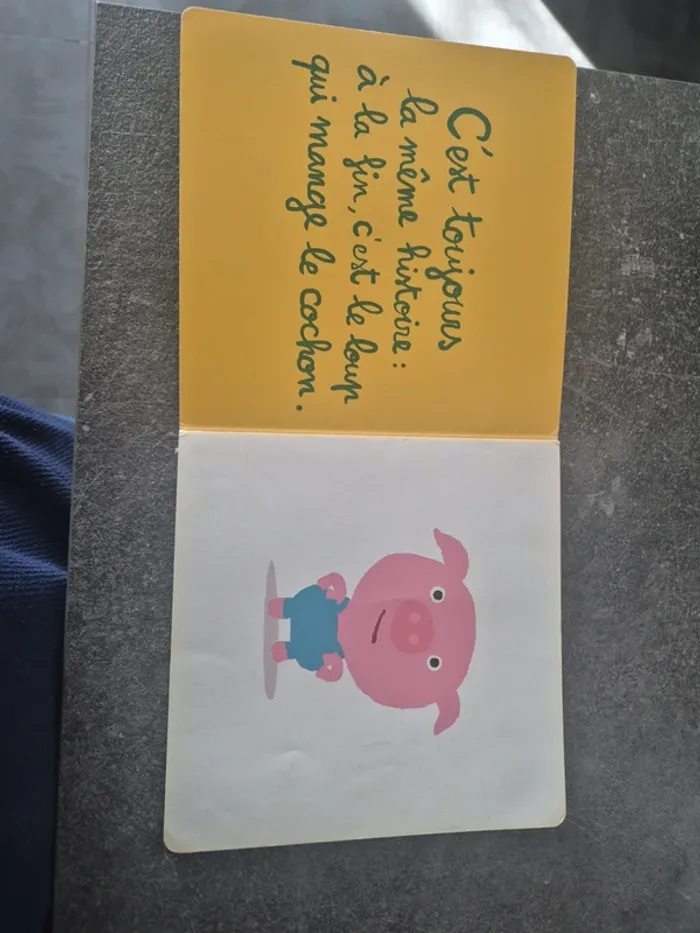 C'est toujours
la même histoire :
à la fin, c'est le loup
qui mange le cochon.